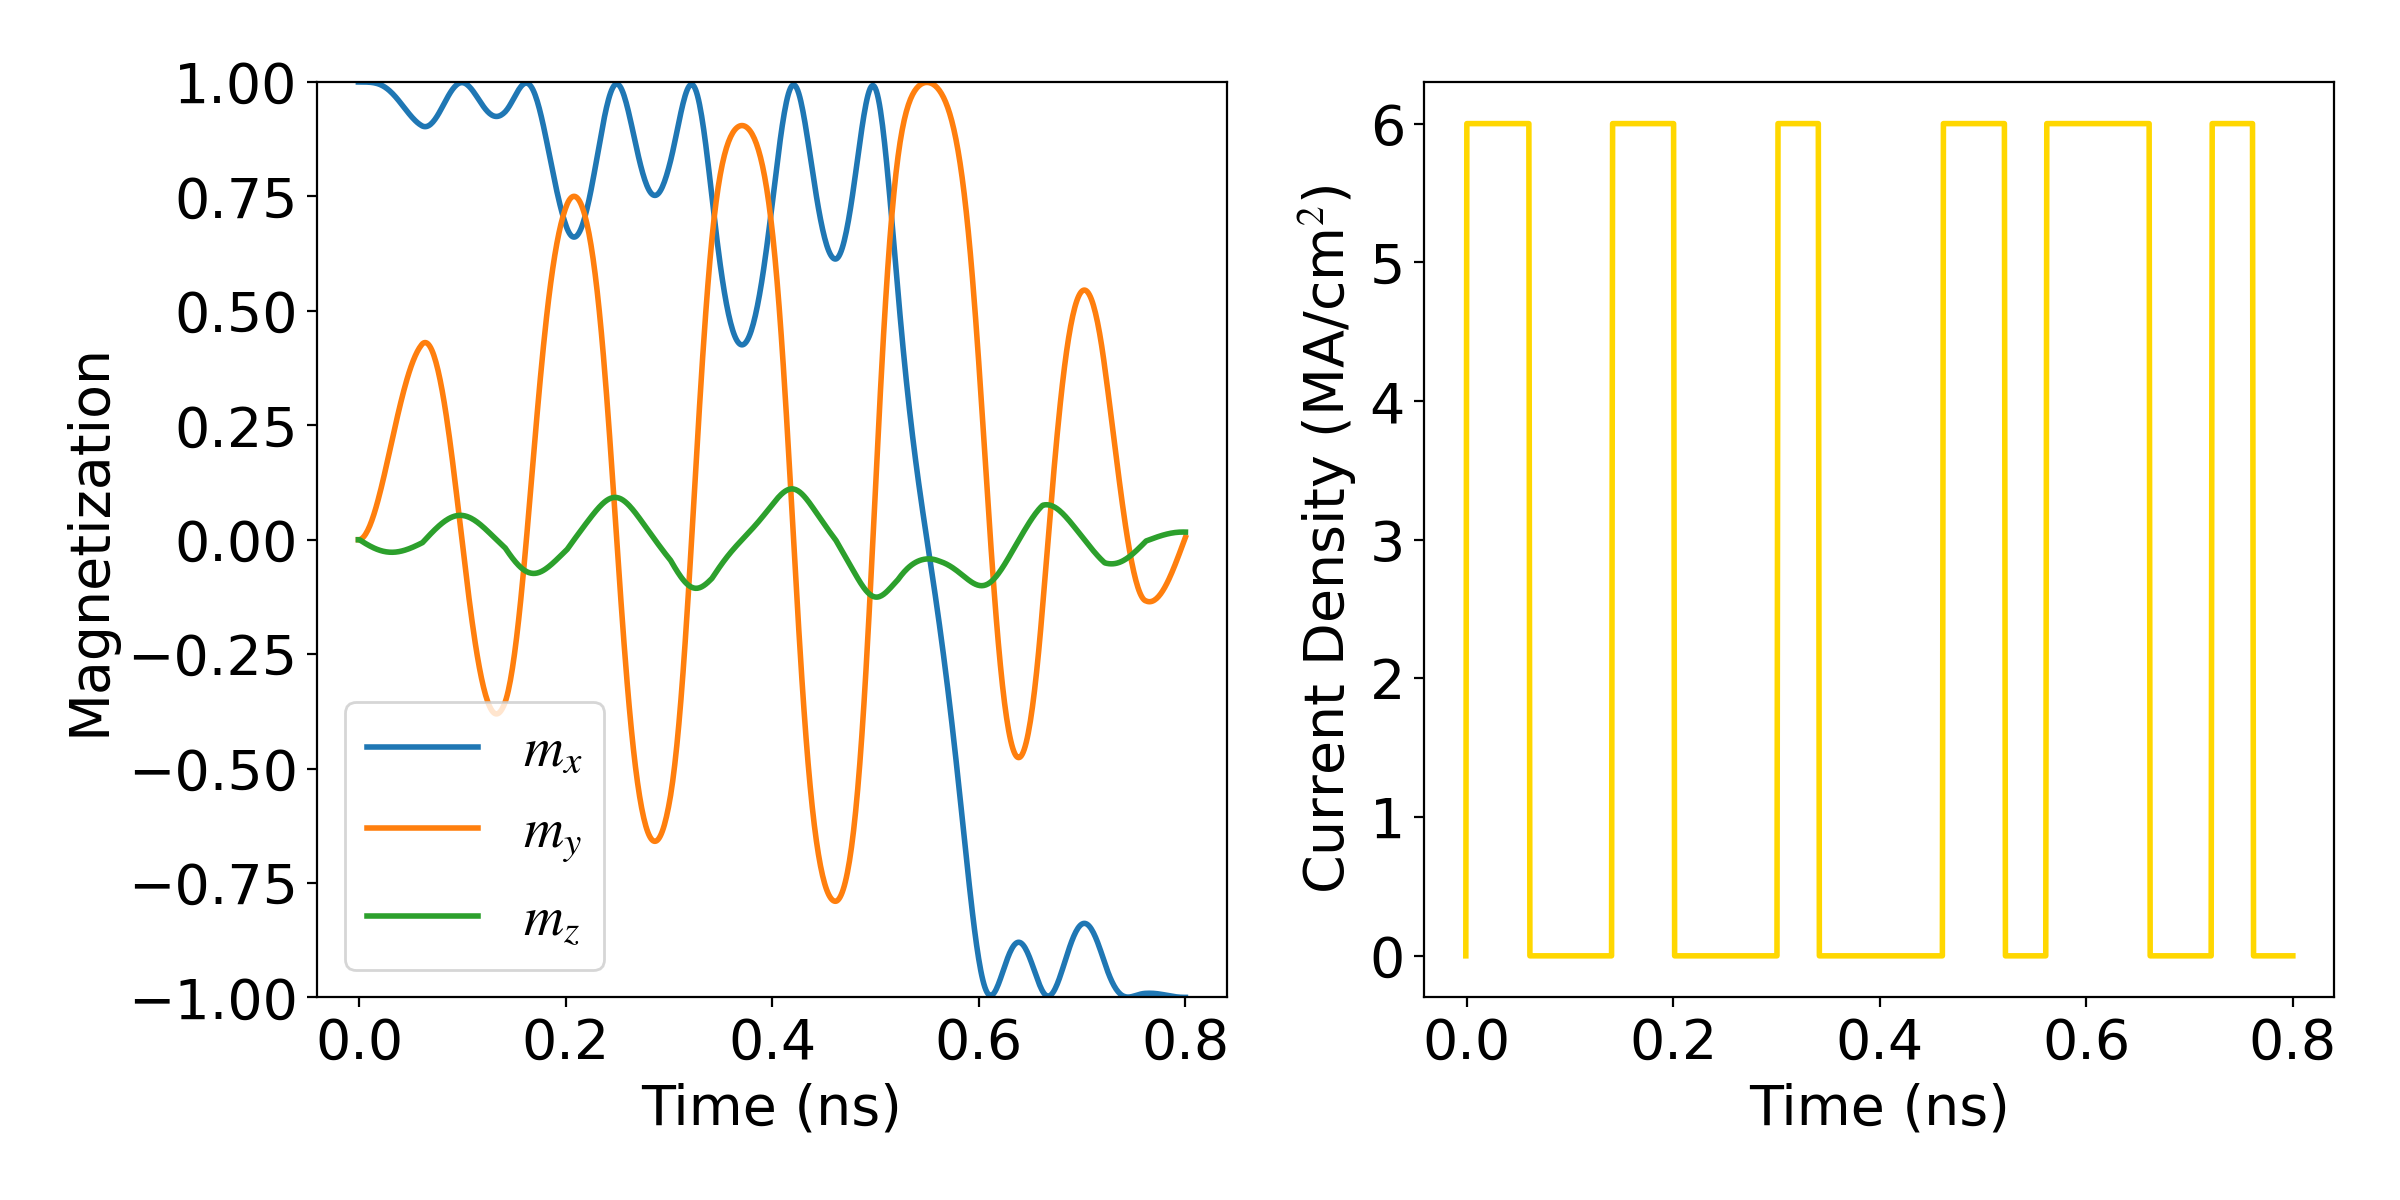 1.00
0.75
0.50
0.25
0.00
−0.25
−0.50
−0.75
−1.00
Magnetization
m_x
m_y
m_z
0.0 0.2 0.4 0.6 0.8
Time (ns)
6
5
4
3
2
1
0
Current Density (MA/cm²)
0.0 0.2 0.4 0.6 0.8
Time (ns)